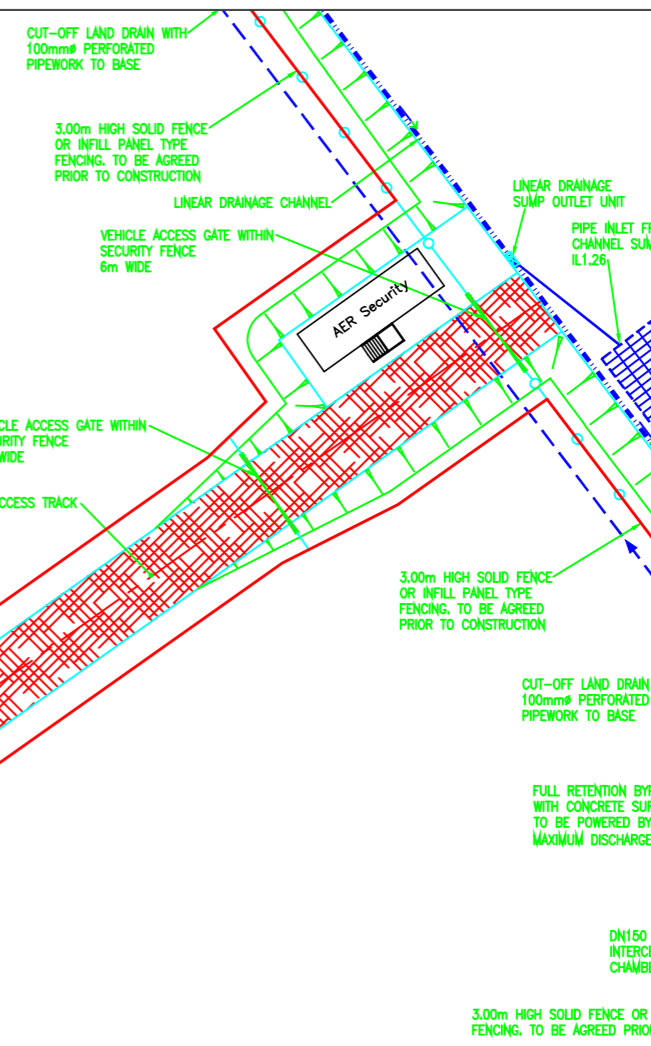 CUT-OFF LAND DRAIN WITH
100mmø PERFORATED
PIPEWORK TO BASE
3.00m HIGH SOLID FENCE
OR INFILL PANEL TYPE
FENCING. TO BE AGREED
PRIOR TO CONSTRUCTION
LINEAR DRAINAGE CHANNEL
LINEAR DRAINAGE
SUMP OUTLET UNIT
VEHICLE ACCESS GATE WITHIN
SECURITY FENCE
6m WIDE
PIPE INLET
CHANNEL
IL1.26
AER Security
ACCESS GATE WITHIN
FENCE
WIDE
TRACK
3.00m HIGH SOLID FENCE
OR INFILL PANEL TYPE
FENCING. TO BE AGREED
PRIOR TO CONSTRUCTION
CUT-OFF LAND DRAIN
100mmø PERFORATED
PIPEWORK TO BASE
FULL RETENTION
WITH CONCRETE
TO BE POWERED BY
MAXIMUM DISCHARGE
DN150
3.00m HIGH SOLID FENCE OR
FENCING. TO BE AGREED